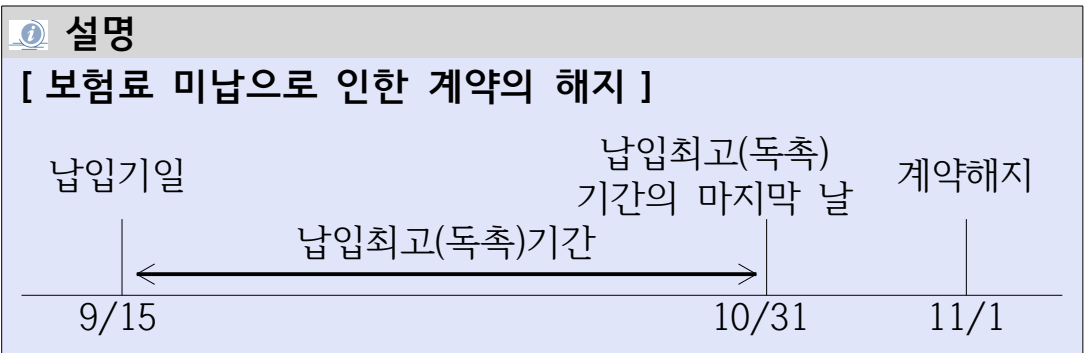 설명
[ 보험료 미납으로 인한 계약의 해지 ]
납입기일
납입최고(독촉)
기간의 마지막 날
계약해지
납입최고(독촉)기간
9/15
10/31
11/1